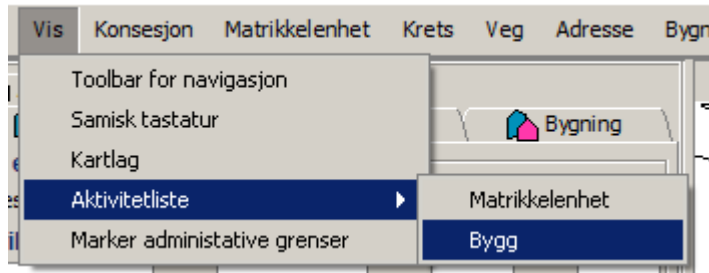 Vis Konsesjon Matrikkelenhet Krets Veg Adresse
Toolbar for navigasjon
Samisk tastatur
Bygning
Kartlag
Aktivitetliste
Matrikkelenhet
Marker administative grenser
Bygg